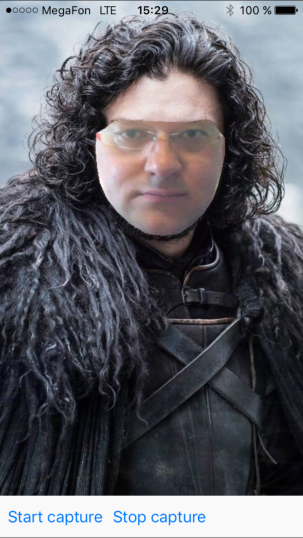 MegaFon LTE 15:29 100 %
Start capture Stop capture